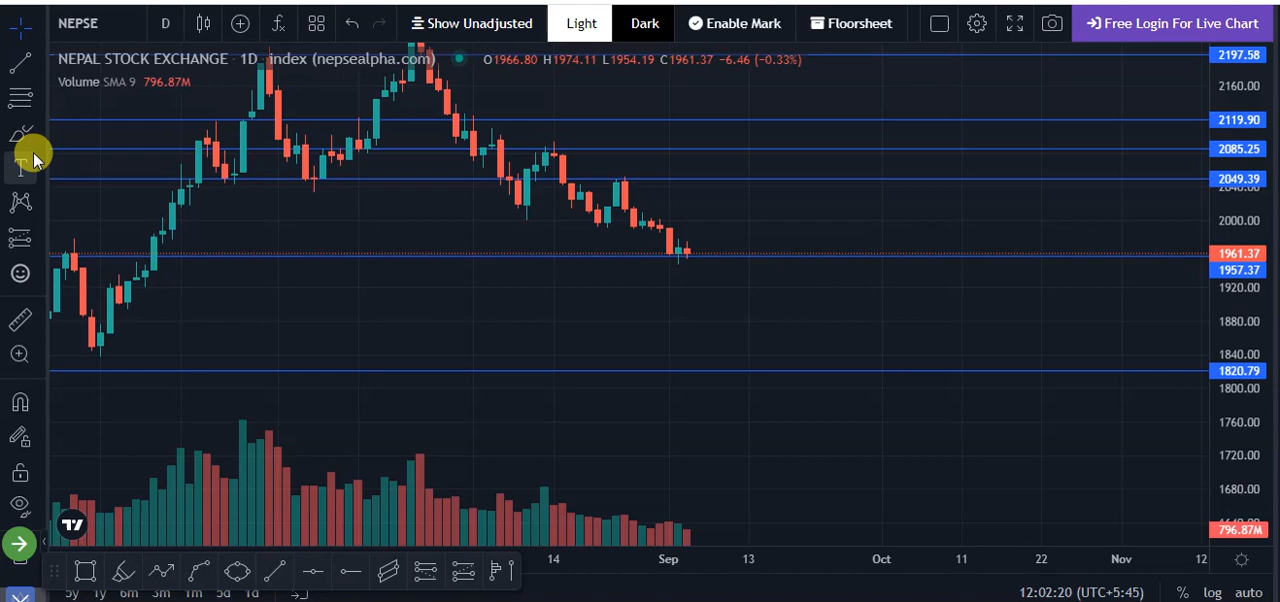 NEPSE D Show Unadjusted Light Dark Enable Mark Floorsheet Free Login For Live Chart
NEPAL STOCK EXCHANGE · 1D · index (nepsealpha.com) O1966.80 H1974.11 L1954.19 C1961.37 −6.46 (−0.33%)
Volume SMA 9 796.87M
2197.58
2160.00
2119.90
2085.25
2049.39
2040.00
2000.00
1961.37
1957.37
1920.00
1880.00
1840.00
1820.79
1800.00
1760.00
1720.00
1680.00
796.87M
14 Sep 13 Oct 11 22 Nov 12
5y 1y 6m 3m 1m 5d 1d 12:02:20 (UTC+5:45) % log auto